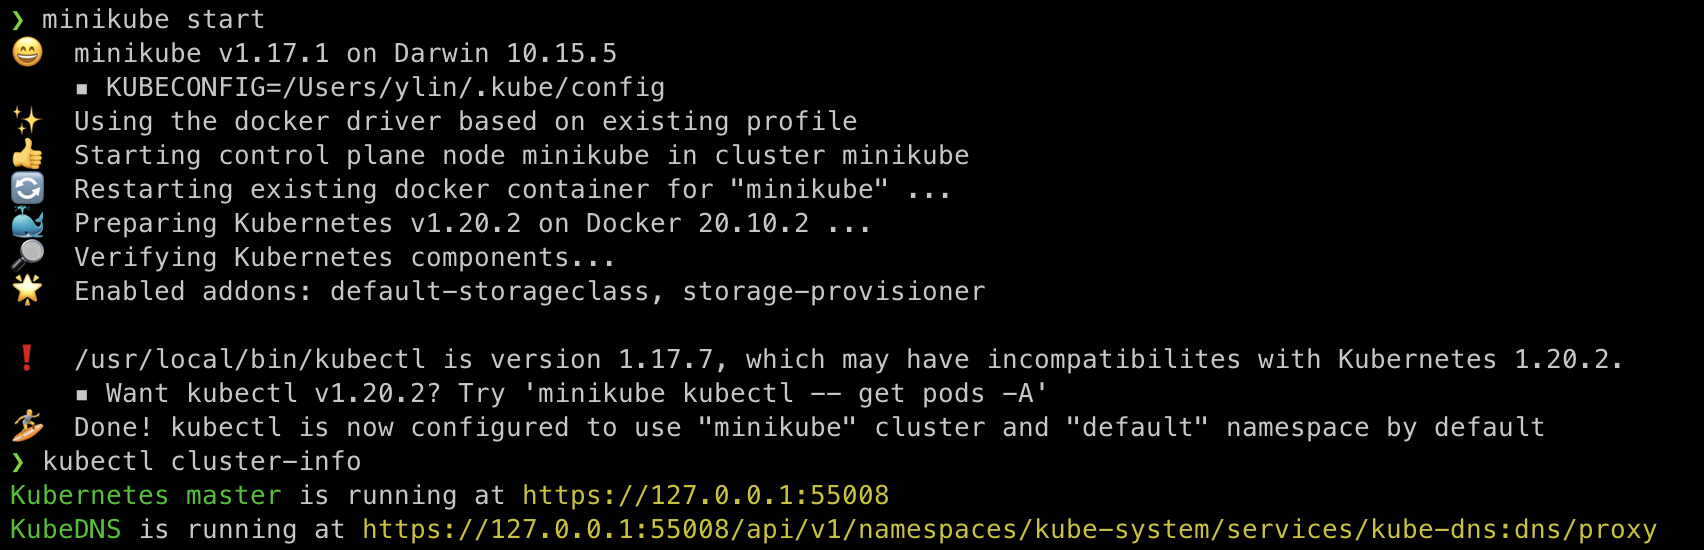 ❯ minikube start
😄 minikube v1.17.1 on Darwin 10.15.5
▪ KUBECONFIG=/Users/ylin/.kube/config
✨ Using the docker driver based on existing profile
👍 Starting control plane node minikube in cluster minikube
🔄 Restarting existing docker container for "minikube" ...
🐳 Preparing Kubernetes v1.20.2 on Docker 20.10.2 ...
🔎 Verifying Kubernetes components...
🌟 Enabled addons: default-storageclass, storage-provisioner
❗ /usr/local/bin/kubectl is version 1.17.7, which may have incompatibilites with Kubernetes 1.20.2.
▪ Want kubectl v1.20.2? Try 'minikube kubectl -- get pods -A'
🏄 Done! kubectl is now configured to use "minikube" cluster and "default" namespace by default
❯ kubectl cluster-info
Kubernetes master is running at https://127.0.0.1:55008
KubeDNS is running at https://127.0.0.1:55008/api/v1/namespaces/kube-system/services/kube-dns:dns/proxy